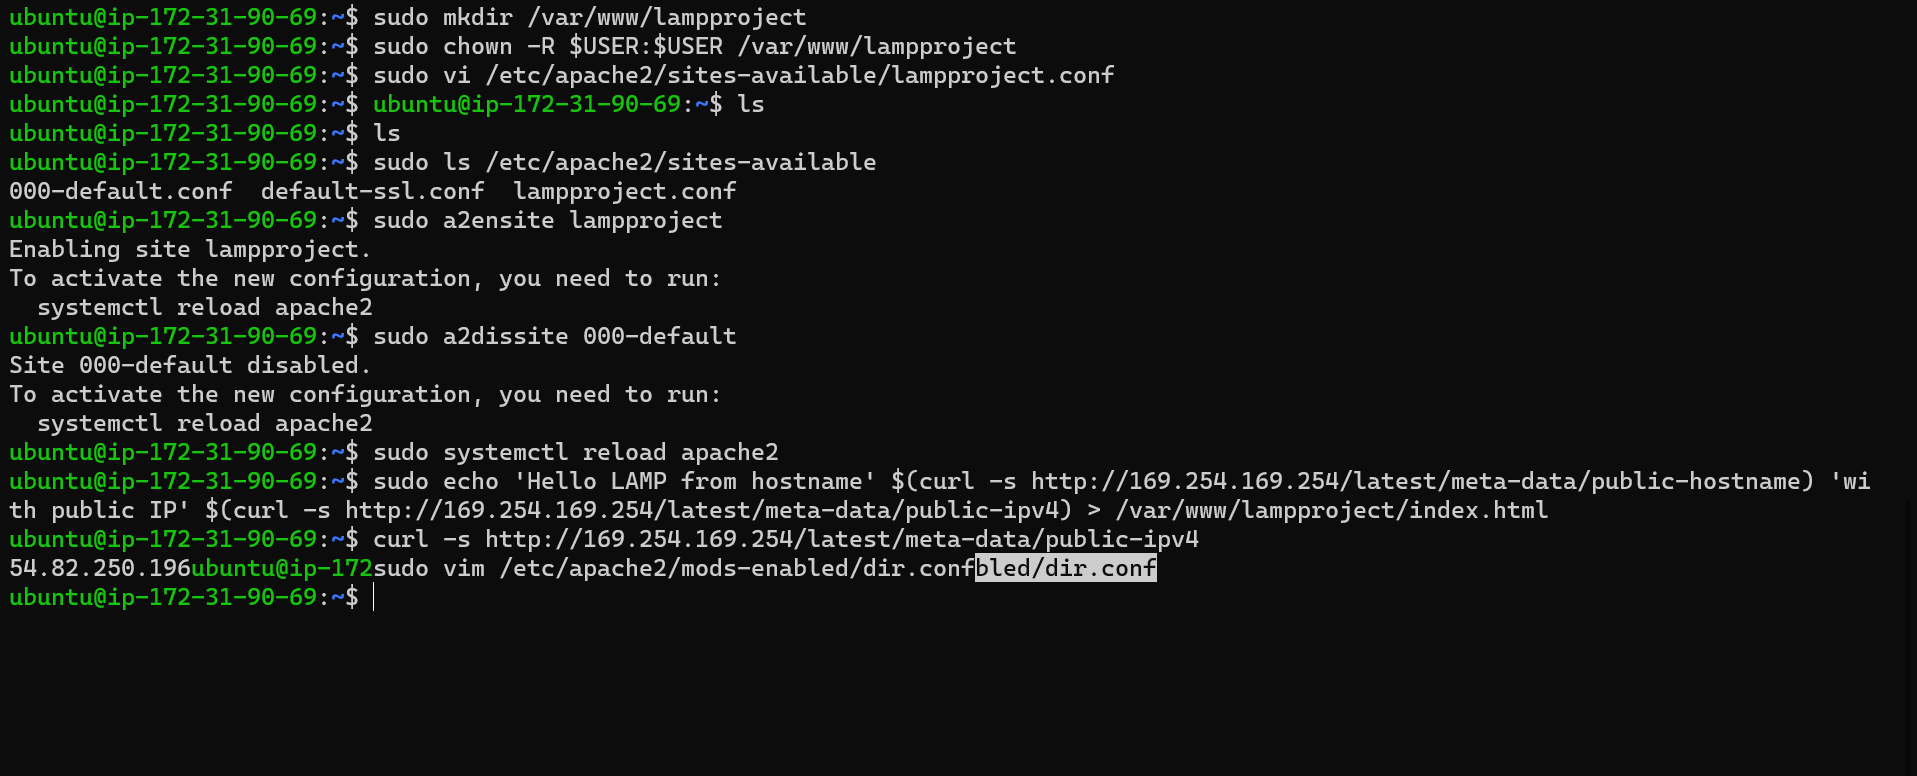 ubuntu@ip-172-31-90-69:~$ sudo mkdir /var/www/lampproject
ubuntu@ip-172-31-90-69:~$ sudo chown -R $USER:$USER /var/www/lampproject
ubuntu@ip-172-31-90-69:~$ sudo vi /etc/apache2/sites-available/lampproject.conf
ubuntu@ip-172-31-90-69:~$ ubuntu@ip-172-31-90-69:~$ ls
ubuntu@ip-172-31-90-69:~$ ls
ubuntu@ip-172-31-90-69:~$ sudo ls /etc/apache2/sites-available
000-default.conf  default-ssl.conf  lampproject.conf
ubuntu@ip-172-31-90-69:~$ sudo a2ensite lampproject
Enabling site lampproject.
To activate the new configuration, you need to run:
  systemctl reload apache2
ubuntu@ip-172-31-90-69:~$ sudo a2dissite 000-default
Site 000-default disabled.
To activate the new configuration, you need to run:
  systemctl reload apache2
ubuntu@ip-172-31-90-69:~$ sudo systemctl reload apache2
ubuntu@ip-172-31-90-69:~$ sudo echo 'Hello LAMP from hostname' $(curl -s http://169.254.169.254/latest/meta-data/public-hostname) 'wi
th public IP' $(curl -s http://169.254.169.254/latest/meta-data/public-ipv4) > /var/www/lampproject/index.html
ubuntu@ip-172-31-90-69:~$ curl -s http://169.254.169.254/latest/meta-data/public-ipv4
54.82.250.196ubuntu@ip-172sudo vim /etc/apache2/mods-enabled/dir.confbled/dir.conf
ubuntu@ip-172-31-90-69:~$